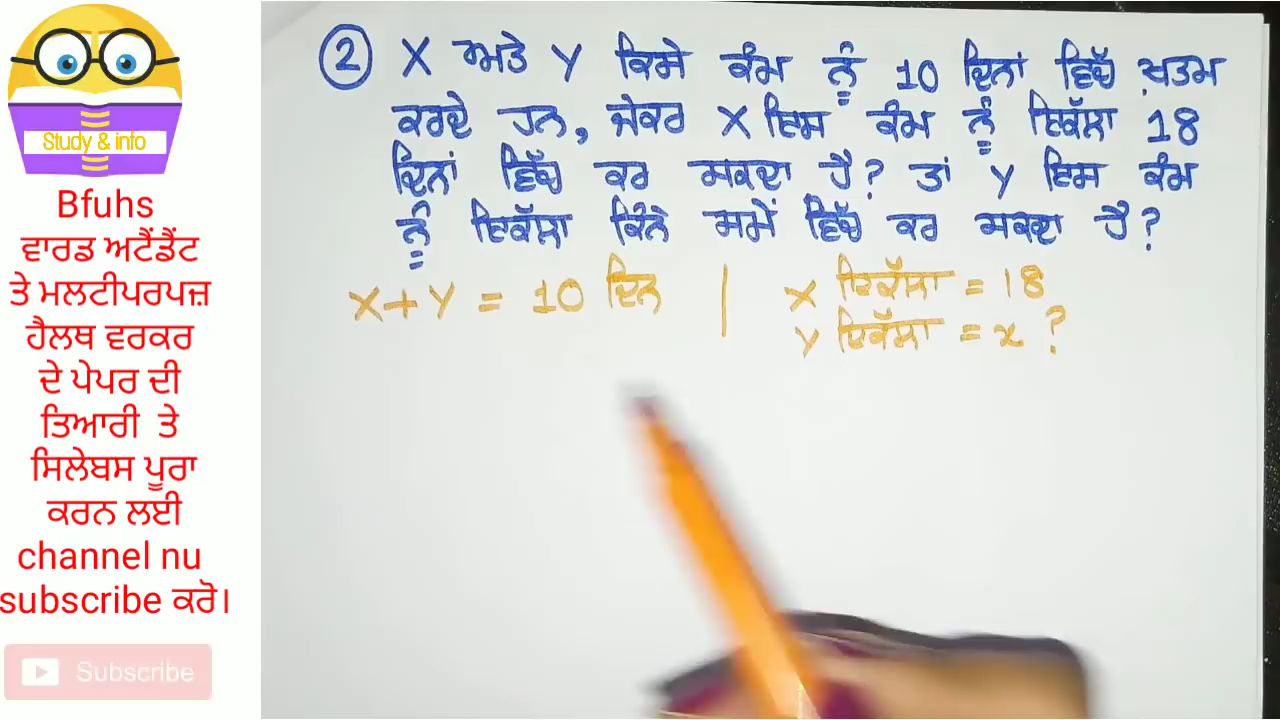 Study & info
Bfuhs
ਵਾਰਡ ਅਟੈਂਡੈਂਟ
ਤੇ ਮਲਟੀਪਰਪਜ਼
ਹੈਲਥ ਵਰਕਰ
ਦੇ ਪੇਪਰ ਦੀ
ਤਿਆਰੀ ਤੇ
ਸਿਲੇਬਸ ਪੂਰਾ
ਕਰਨ ਲਈ
channel nu
subscribe ਕਰੋ।
Subscribe
2 X ਅਤੇ Y ਕਿਸੇ ਕੰਮ ਨੂੰ 10 ਦਿਨਾਂ ਵਿੱਚ ਖ਼ਤਮ
ਕਰਦੇ ਹਨ, ਜੇਕਰ X ਇਸ ਕੰਮ ਨੂੰ ਇਕੱਲਾ 18
ਦਿਨਾਂ ਵਿੱਚ ਕਰ ਸਕਦਾ ਹੈ? ਤਾਂ Y ਇਸ ਕੰਮ
ਨੂੰ ਇਕੱਲਾ ਕਿੰਨੇ ਸਮੇਂ ਵਿੱਚ ਕਰ ਸਕਦਾ ਹੈ?
X+Y = 10 ਦਿਨ | X ਇਕੱਲਾ = 18
Y ਇਕੱਲਾ = x ?